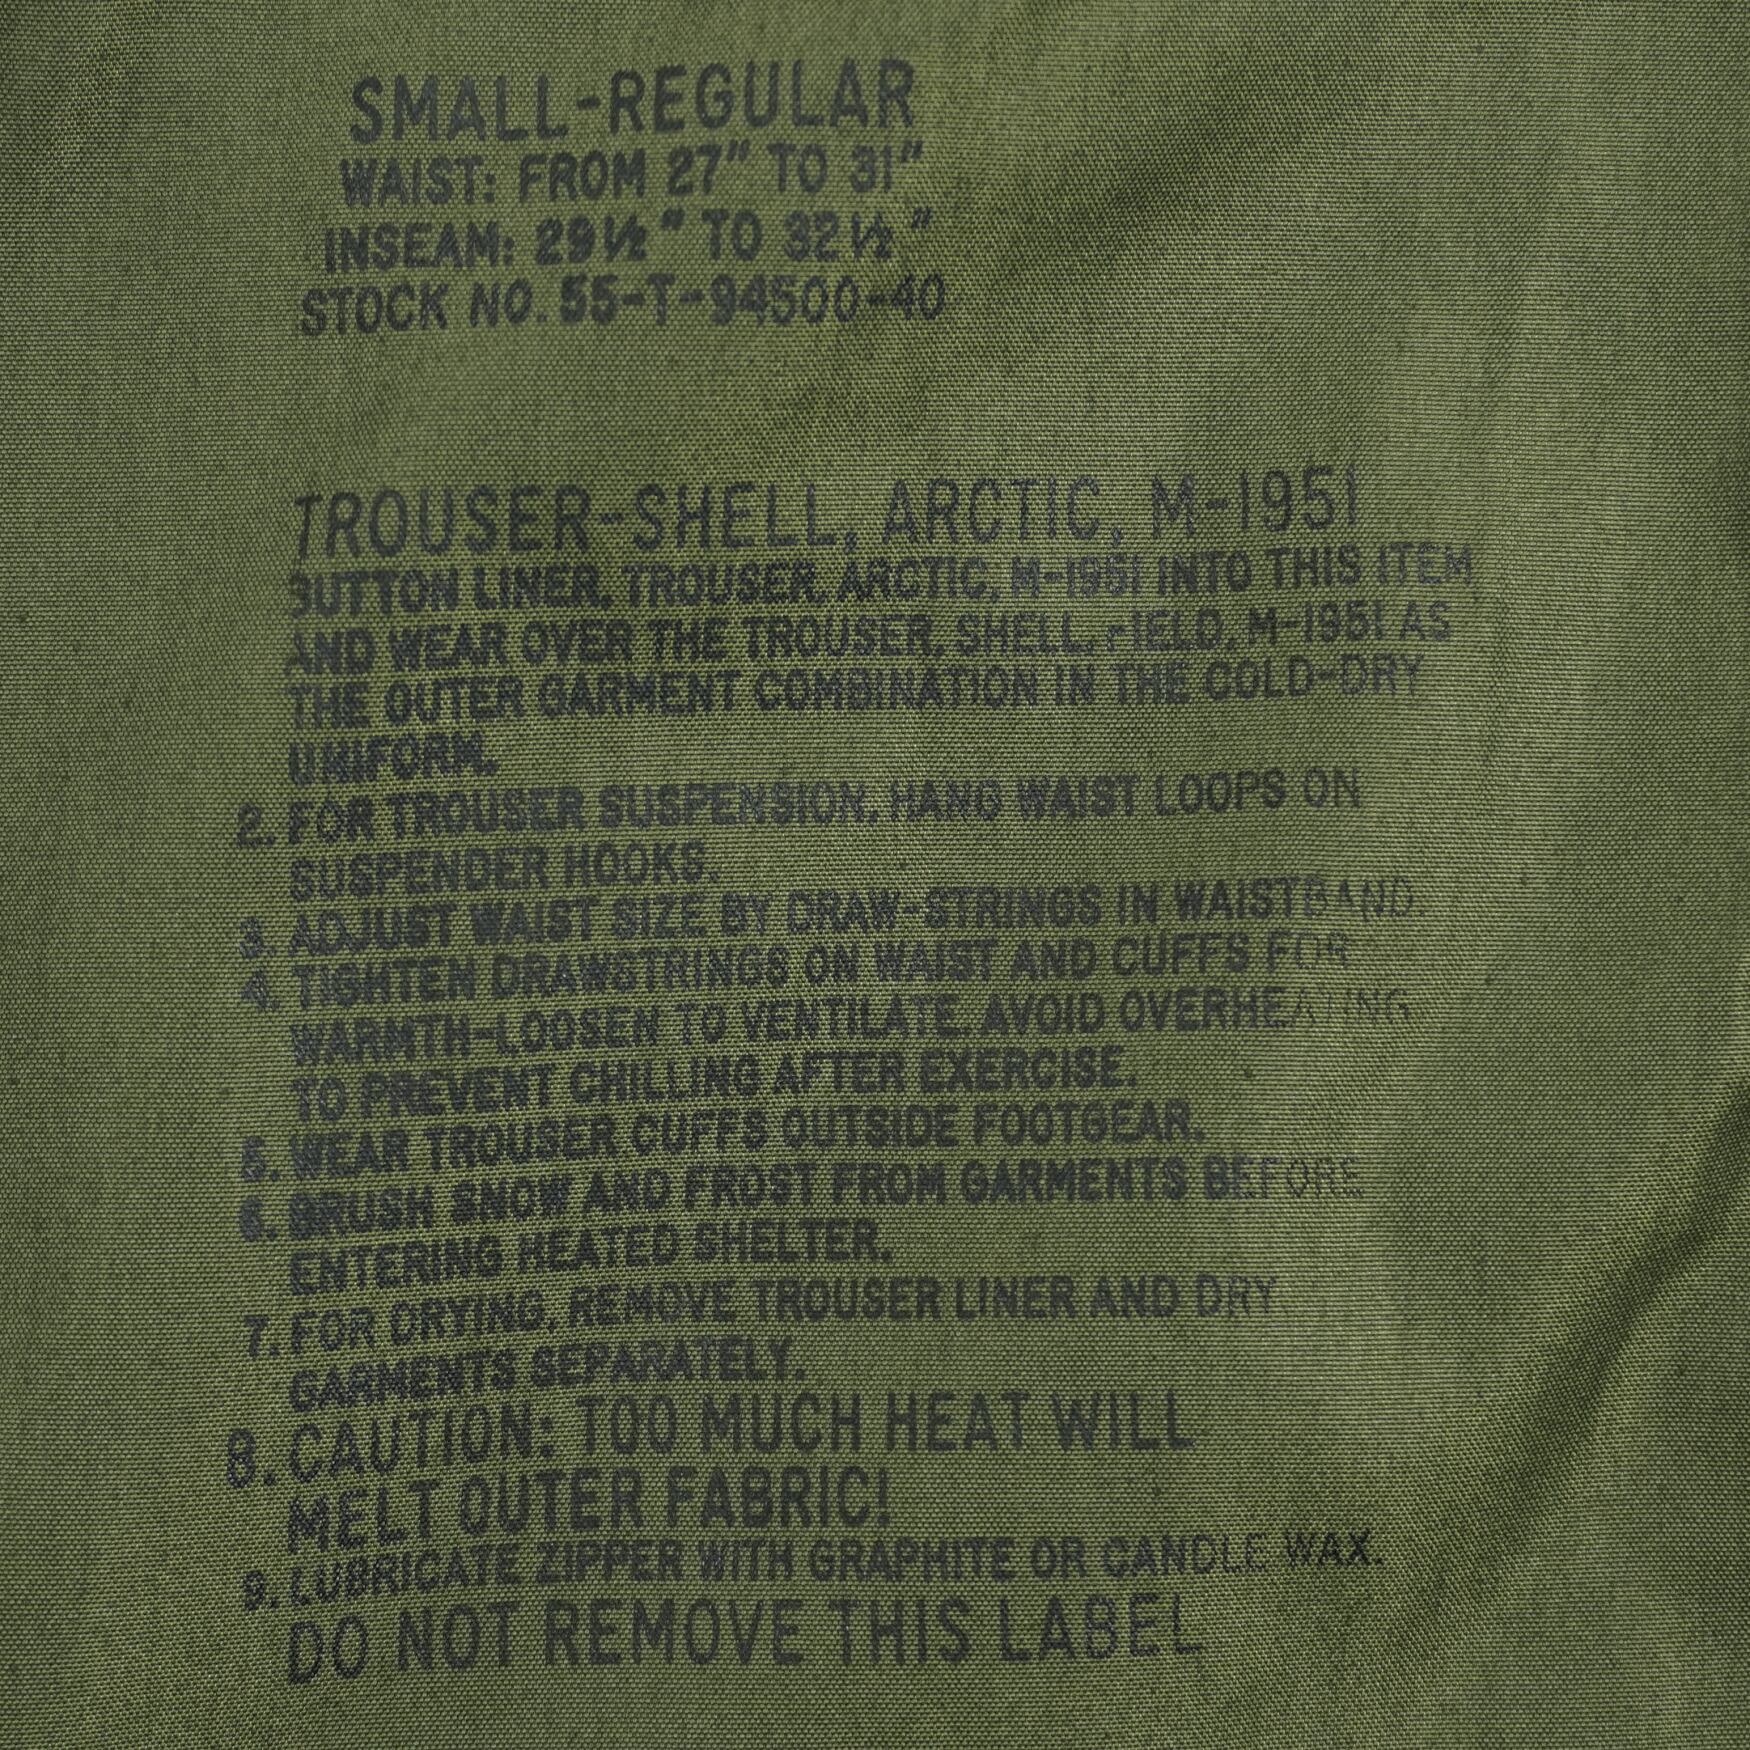 SMALL-REGULAR
WAIST: FROM 27" TO 31"
INSEAM: 29½" TO 32½"
STOCK NO. 55-T-94500-40
TROUSER-SHELL, ARCTIC, M-1951
BUTTON LINER, TROUSER, ARCTIC, M-1951 INTO THIS ITEM
AND WEAR OVER THE TROUSER, SHELL, FIELD, M-1951 AS
THE OUTER GARMENT COMBINATION IN THE COLD-DRY
UNIFORM.
2. FOR TROUSER SUSPENSION, HANG WAIST LOOPS ON
SUSPENDER HOOKS.
3. ADJUST WAIST SIZE BY DRAW-STRINGS IN WAISTBAND.
4. TIGHTEN DRAWSTRINGS ON WAIST AND CUFFS FOR
WARMTH-LOOSEN TO VENTILATE. AVOID OVERHEATING
TO PREVENT CHILLING AFTER EXERCISE.
5. WEAR TROUSER CUFFS OUTSIDE FOOTGEAR.
6. BRUSH SNOW AND FROST FROM GARMENTS BEFORE
ENTERING HEATED SHELTER.
7. FOR DRYING, REMOVE TROUSER LINER AND DRY
GARMENTS SEPARATELY.
8. CAUTION: TOO MUCH HEAT WILL
MELT OUTER FABRIC!
9. LUBRICATE ZIPPER WITH GRAPHITE OR CANDLE WAX.
DO NOT REMOVE THIS LABEL